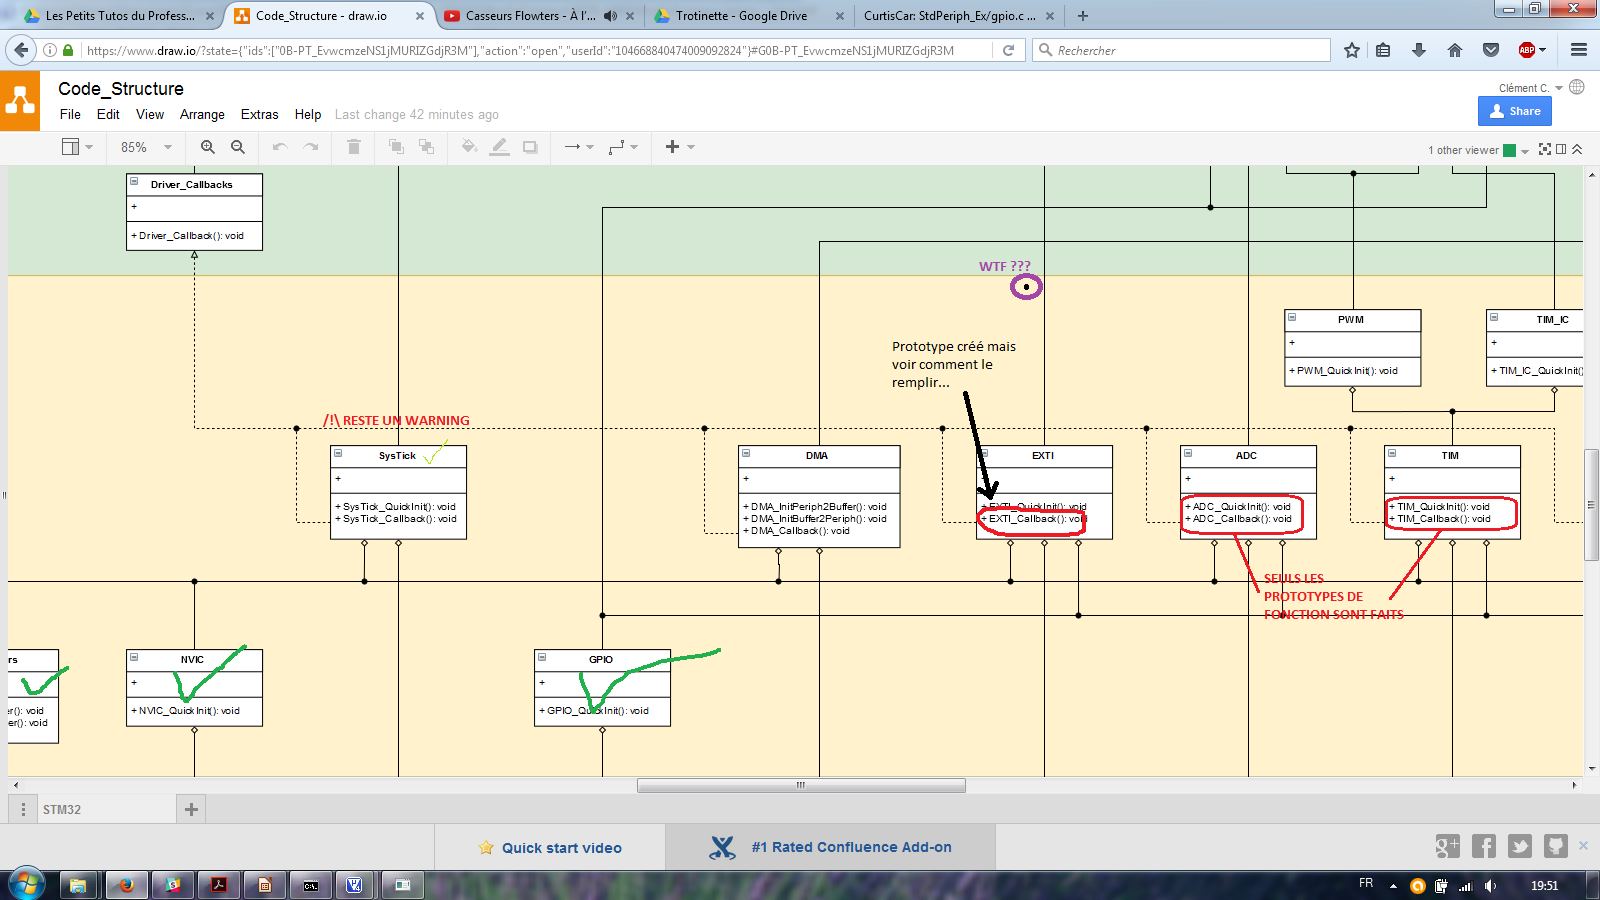 Les Petits Tutos du Profess...
Code_Structure - draw.io
Casseurs Flowters - À l'...
Trotinette - Google Drive
CurtisCar: StdPeriph_Ex/gpio.c ...
https://www.draw.io/?state={"ids":["0B-PT_EvwcmzeNS1jMURIZGdjR3M"],"action":"open","userId":"104668840474009092824"}#G0B-PT_EvwcmzeNS1jMURIZGdjR3M
Rechercher
ABP
Code_Structure
Clément C.
File Edit View Arrange Extras Help Last change 42 minutes ago
Share
85%
1 other viewer
Driver_Callbacks
+
+ Driver_Callback(): void
WTF ???
PWM
+
+ PWM_QuickInit(): void
TIM_IC
+
+ TIM_IC_QuickInit()
Prototype créé mais
voir comment le
remplir...
/!\ RESTE UN WARNING
SysTick
+
+ SysTick_QuickInit(): void
+ SysTick_Callback(): void
DMA
+
+ DMA_InitPeriph2Buffer(): void
+ DMA_InitBuffer2Periph(): void
+ DMA_Callback(): void
EXTI
+
+ EXTI_QuickInit(): void
+ EXTI_Callback(): void
ADC
+
+ ADC_QuickInit(): void
+ ADC_Callback(): void
TIM
+
+ TIM_QuickInit(): void
+ TIM_Callback(): void
SEULS LES
PROTOTYPES DE
FONCTION SONT FAITS
rs
er(): void
er(): void
NVIC
+
+ NVIC_QuickInit(): void
GPIO
+
+ GPIO_QuickInit(): void
STM32
Quick start video
#1 Rated Confluence Add-on
FR
19:51